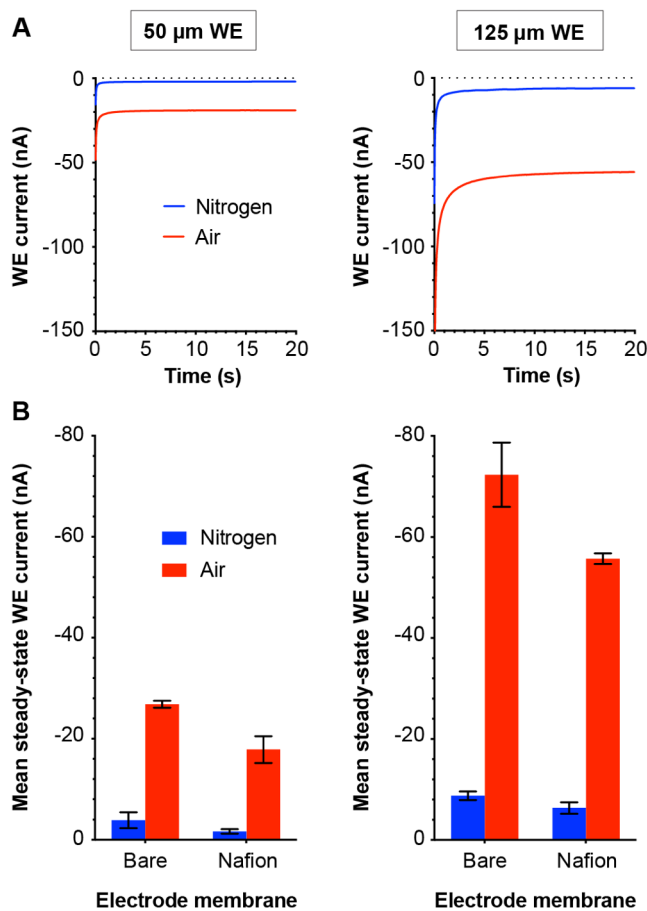 A
50 µm WE
125 µm WE
WE current (nA)
0
-50
-100
-150
Nitrogen
Air
0
5
10
15
20
Time (s)
WE current (nA)
0
-50
-100
-150
0
5
10
15
20
Time (s)
B
Mean steady-state WE current (nA)
-80
-60
-40
-20
0
Nitrogen
Air
Bare
Nafion
Electrode membrane
Mean steady-state WE current (nA)
-80
-60
-40
-20
0
Bare
Nafion
Electrode membrane